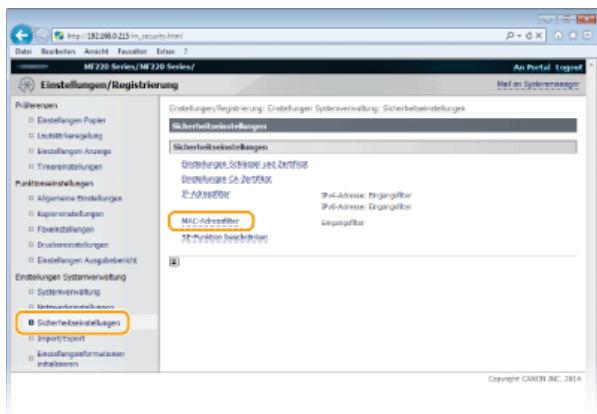 http://192.168.0.215/m_security.html
Datei Bearbeiten Ansicht Favoriten Extras ?
MF220 Series/MF220 Series/
An Portal Logout
Einstellungen/Registrierung
Mail an Systemmanager
Präferenzen
Einstellungen Papier
Lautstärkeregelung
Einstellungen Anzeige
Timereinstellungen
Funktionseinstellungen
Allgemeine Einstellungen
Kopiereinstellungen
Faxeinstellungen
Druckereinstellungen
Einstellungen Ausgabebericht
Einstellungen Systemverwaltung
Systemverwaltung
Netzwerkeinstellungen
Sicherheitseinstellungen
Import/Export
Einstellungsinformationen
initialisieren
Einstellungen/Registrierung: Einstellungen Systemverwaltung: Sicherheitseinstellungen
Sicherheitseinstellungen
Sicherheitseinstellungen
Einstellungen Schlüssel und Zertifikat
Einstellungen CA-Zertifikat
IP-Adressfilter
IPv4-Adresse: Eingangsfilter
IPv6-Adresse: Eingangsfilter
MAC-Adressfilter
Eingangsfilter
SE-Funktion beschränken
Copyright CANON INC. 2014